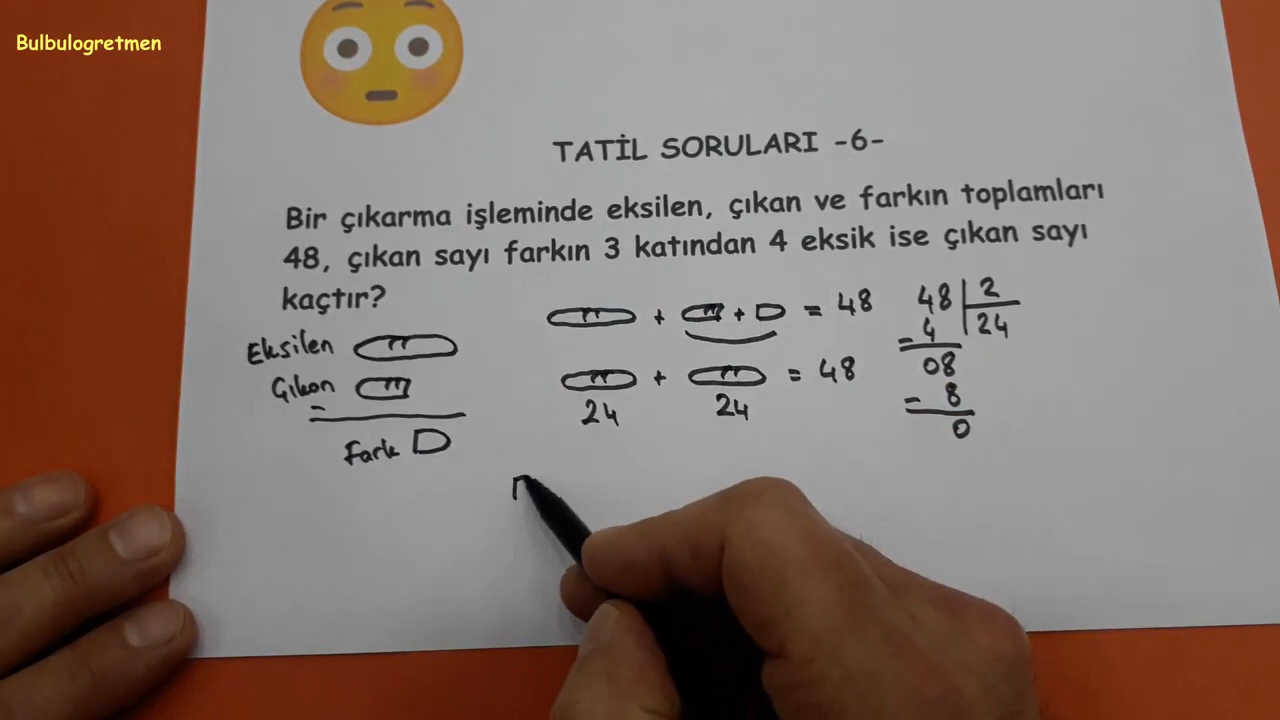 Bulbulogretmen
TATİL SORULARI -6-
Bir çıkarma işleminde eksilen, çıkan ve farkın toplamları
48, çıkan sayı farkın 3 katından 4 eksik ise çıkan sayı
kaçtır?
Eksilen
Çıkan
-
Fark
+ + = 48
+ = 48
24 24
48 2
- 4 24
08
- 8
0